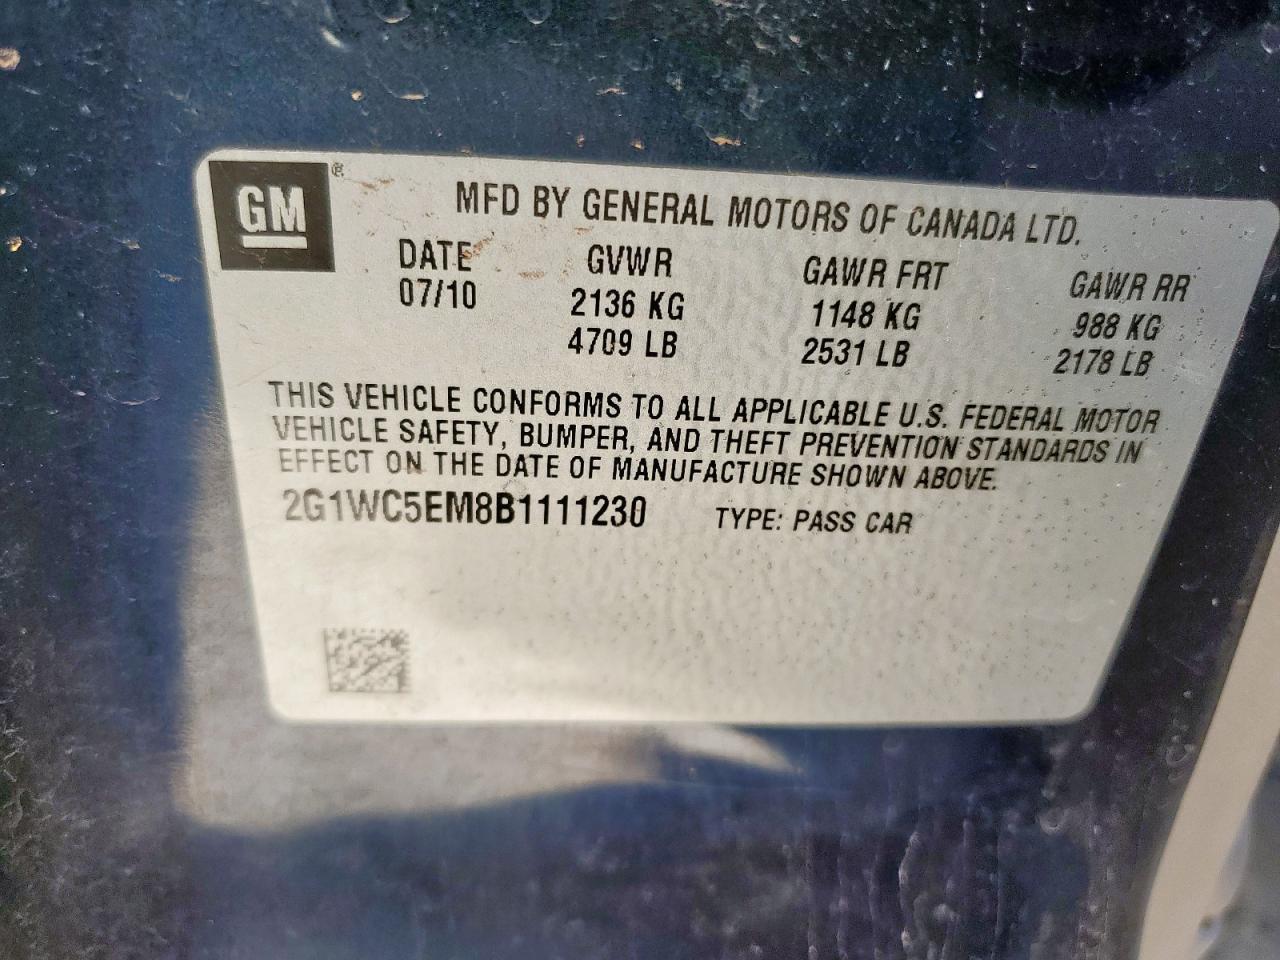 GM ®
MFD BY GENERAL MOTORS OF CANADA LTD.
DATE GVWR GAWR FRT GAWR RR
07/10 2136 KG 1148 KG 988 KG
4709 LB 2531 LB 2178 LB
THIS VEHICLE CONFORMS TO ALL APPLICABLE U.S. FEDERAL MOTOR
VEHICLE SAFETY, BUMPER, AND THEFT PREVENTION STANDARDS IN
EFFECT ON THE DATE OF MANUFACTURE SHOWN ABOVE.
2G1WC5EM8B1111230 TYPE: PASS CAR